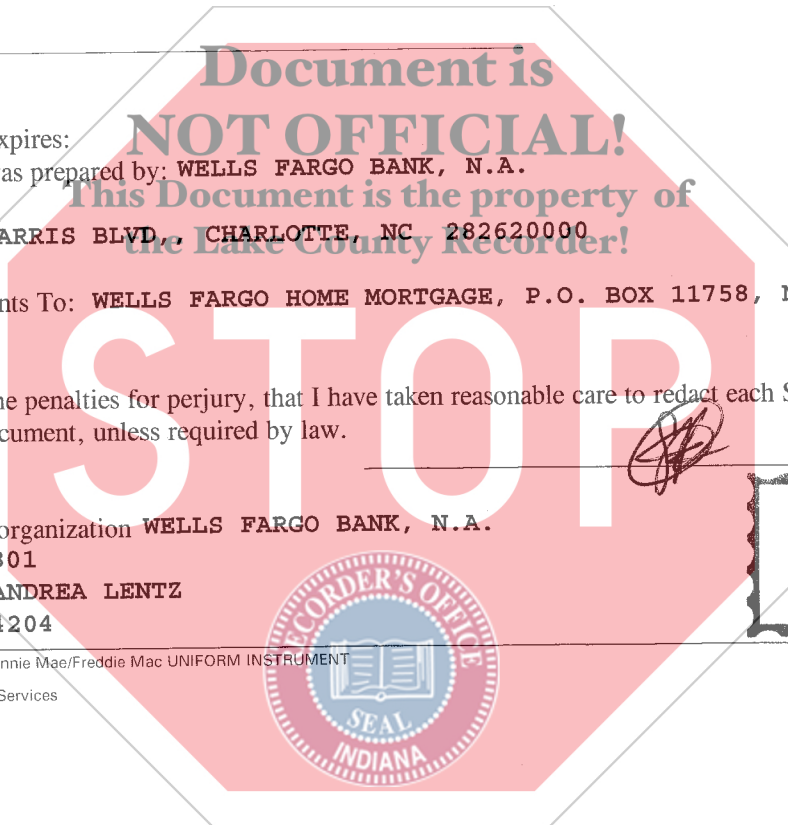 Document is
NOT OFFICIAL!
xpires:
as prepared by: WELLS FARGO BANK, N.A.
This Document is the property of
ARRIS BLVD,, CHARLOTTE, NC 282620000
the Lake County Recorder!
nts To: WELLS FARGO HOME MORTGAGE, P.O. BOX 11758, N
STOP
ne penalties for perjury, that I have taken reasonable care to redact each S
cument, unless required by law.
organization WELLS FARGO BANK, N.A.
301
ANDREA LENTZ
1204
nnie Mae/Freddie Mac UNIFORM INSTRUMENT
Services
RECORDER'S OFFICE
SEAL
INDIANA